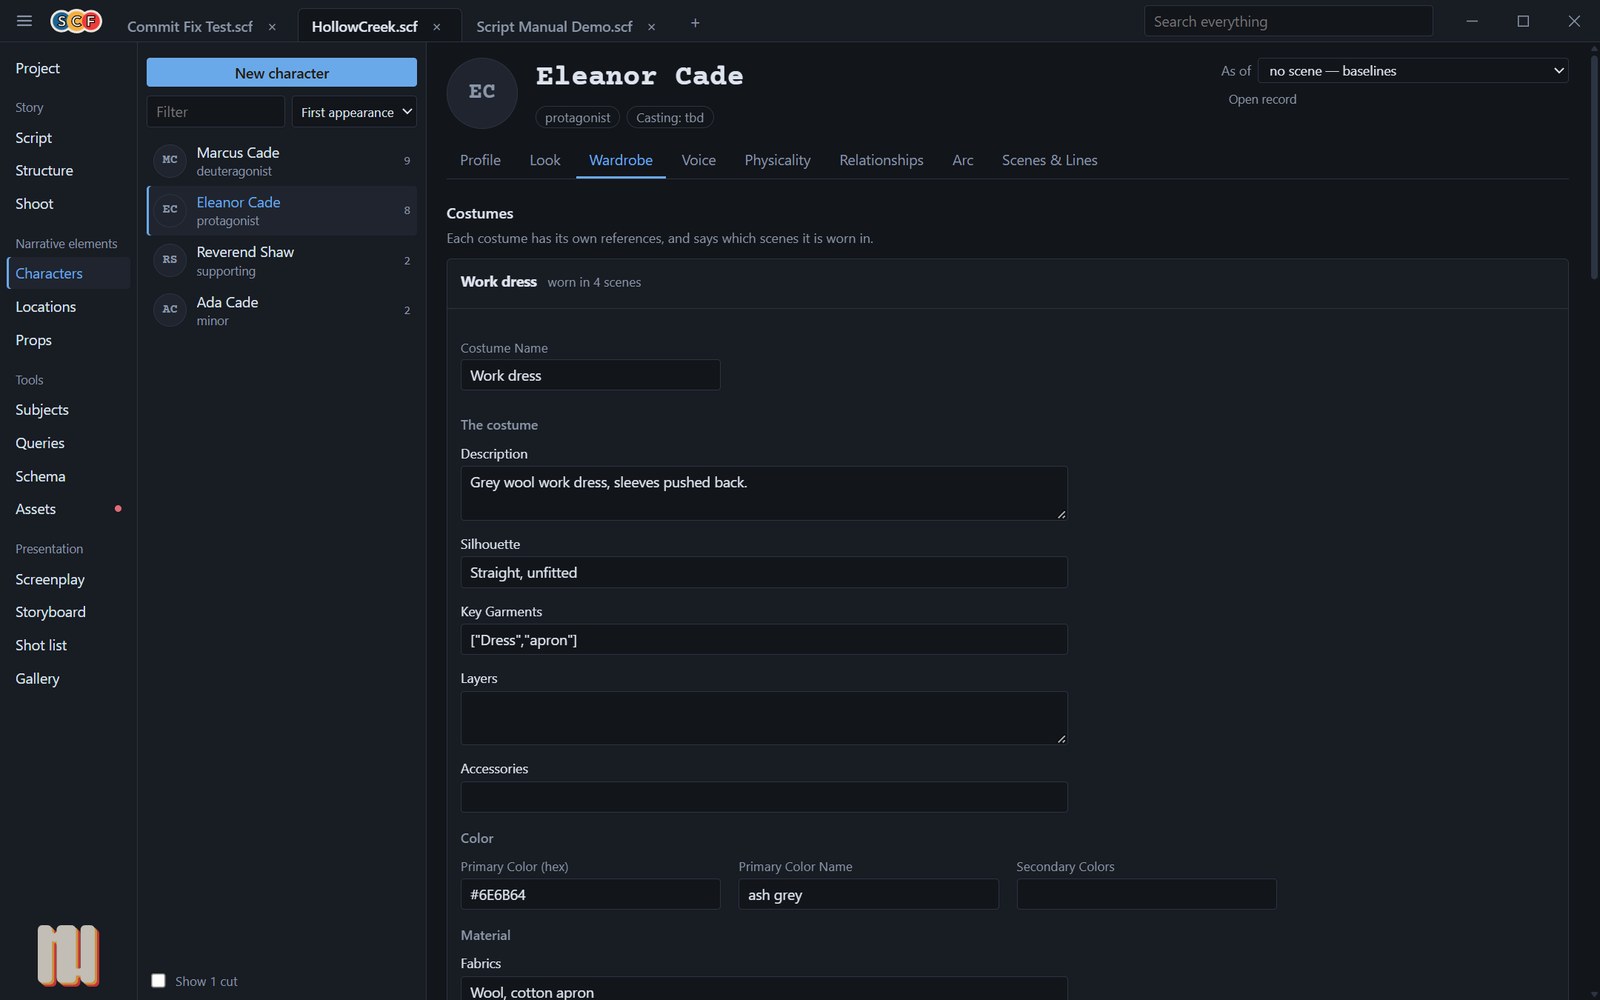 SCF
Commit Fix Test.scf ×
HollowCreek.scf ×
Script Manual Demo.scf ×
+
Search everything
Project
Story
Script
Structure
Shoot
Narrative elements
Characters
Locations
Props
Tools
Subjects
Queries
Schema
Assets
Presentation
Screenplay
Storyboard
Shot list
Gallery
New character
Filter
First appearance
MC Marcus Cade 9
deuteragonist
EC Eleanor Cade 8
protagonist
RS Reverend Shaw 2
supporting
AC Ada Cade 2
minor
Show 1 cut
EC
Eleanor Cade
protagonist Casting: tbd
As of no scene — baselines
Open record
Profile Look Wardrobe Voice Physicality Relationships Arc Scenes & Lines
Costumes
Each costume has its own references, and says which scenes it is worn in.
Work dress worn in 4 scenes
Costume Name
Work dress
The costume
Description
Grey wool work dress, sleeves pushed back.
Silhouette
Straight, unfitted
Key Garments
["Dress","apron"]
Layers
Accessories
Color
Primary Color (hex) Primary Color Name Secondary Colors
#6E6B64 ash grey
Material
Fabrics
Wool, cotton apron